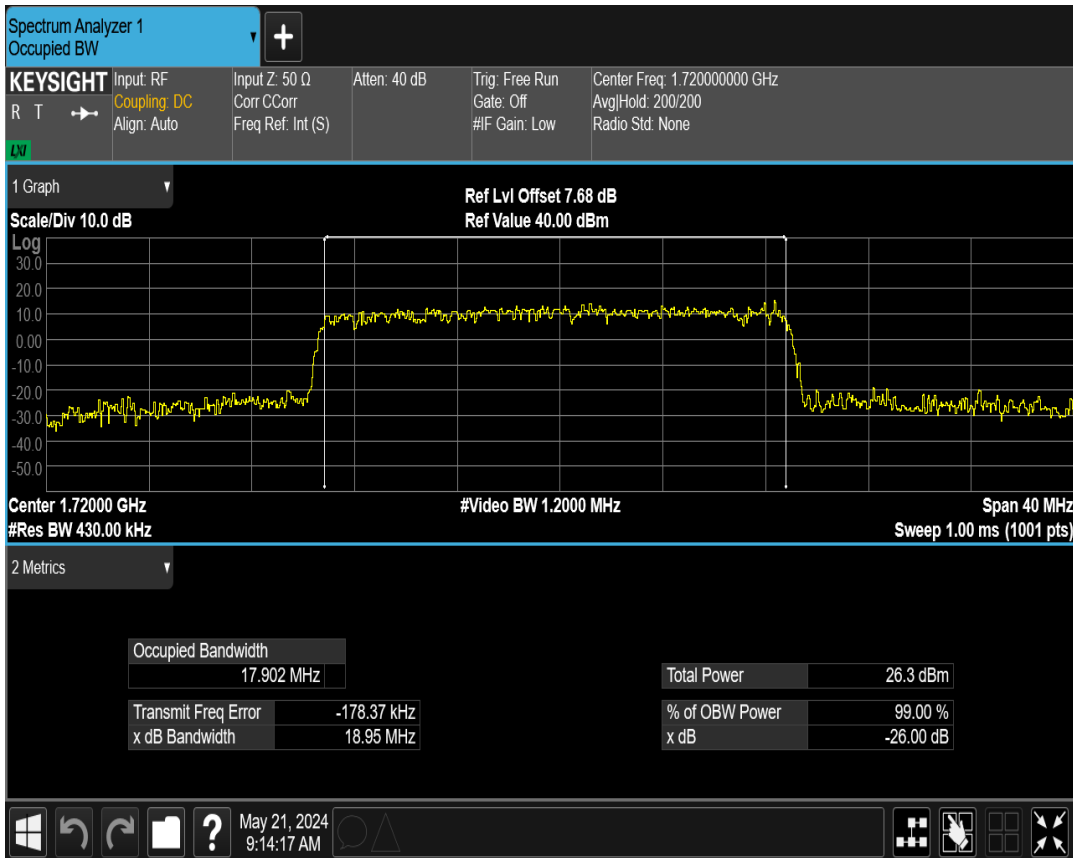 Spectrum Analyzer 1
Occupied BW
+
KEYSIGHT
R T
LXI
Input: RF
Coupling: DC
Align: Auto
Input Z: 50 Ω
Corr CCorr
Freq Ref: Int (S)
Atten: 40 dB
Trig: Free Run
Gate: Off
#IF Gain: Low
Center Freq: 1.720000000 GHz
Avg|Hold: 200/200
Radio Std: None
1 Graph
Scale/Div 10.0 dB
Ref Lvl Offset 7.68 dB
Ref Value 40.00 dBm
Log
30.0
20.0
10.0
0.00
-10.0
-20.0
-30.0
-40.0
-50.0
Center 1.72000 GHz
#Res BW 430.00 kHz
#Video BW 1.2000 MHz
Span 40 MHz
Sweep 1.00 ms (1001 pts)
2 Metrics
Occupied Bandwidth
17.902 MHz
Transmit Freq Error -178.37 kHz
x dB Bandwidth 18.95 MHz
Total Power 26.3 dBm
% of OBW Power 99.00 %
x dB -26.00 dB
?
May 21, 2024
9:14:17 AM